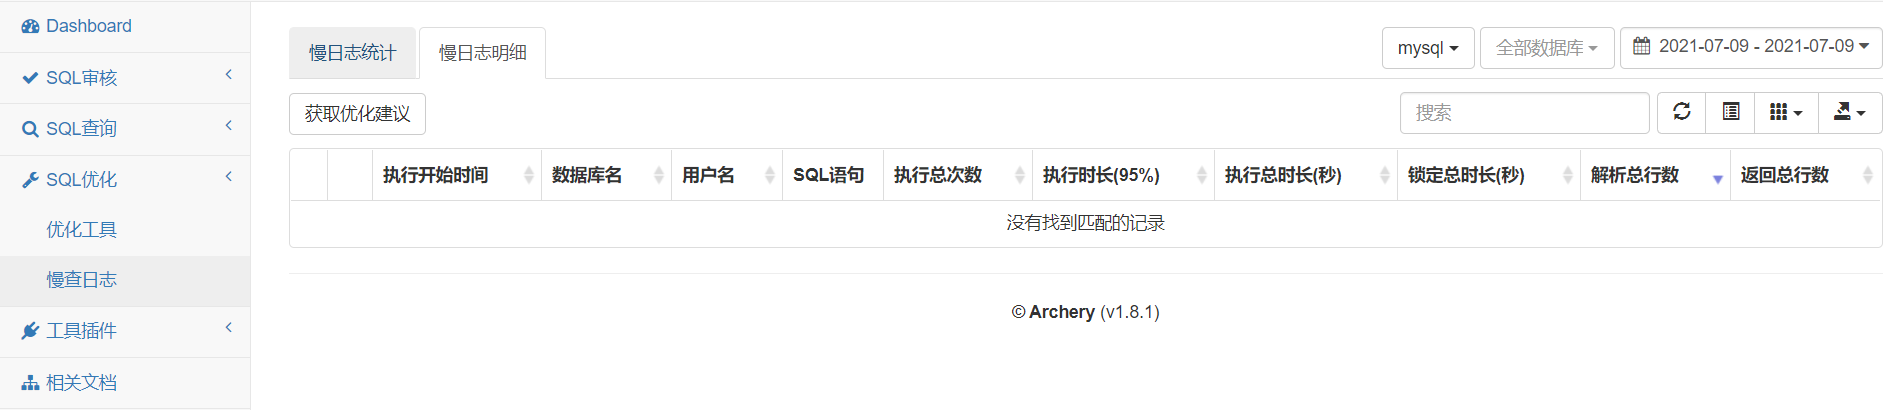 Dashboard
SQL审核
SQL查询
SQL优化
优化工具
慢查日志
工具插件
相关文档
慢日志统计 慢日志明细 mysql 全部数据库 2021-07-09 - 2021-07-09
获取优化建议 搜索
执行开始时间 数据库名 用户名 SQL语句 执行总次数 执行时长(95%) 执行总时长(秒) 锁定总时长(秒) 解析总行数 返回总行数
没有找到匹配的记录
© Archery (v1.8.1)